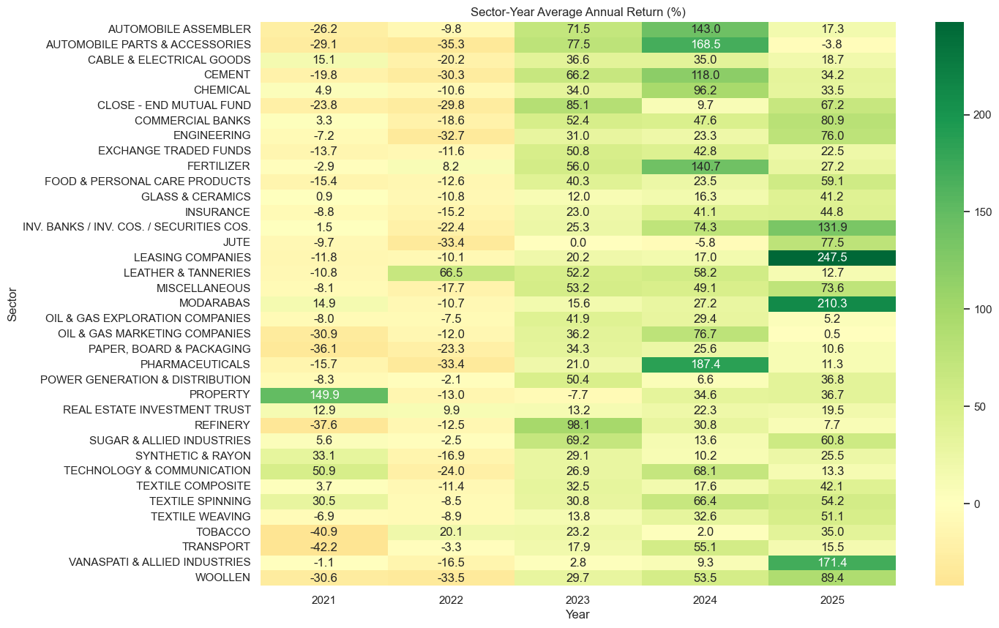 Sector-Year Average Annual Return (%)
AUTOMOBILE ASSEMBLER -26.2 -9.8 71.5 143.0 17.3
AUTOMOBILE PARTS & ACCESSORIES -29.1 -35.3 77.5 168.5 -3.8
CABLE & ELECTRICAL GOODS 15.1 -20.2 36.6 35.0 18.7
CEMENT -19.8 -30.3 66.2 118.0 34.2
CHEMICAL 4.9 -10.6 34.0 96.2 33.5
CLOSE - END MUTUAL FUND -23.8 -29.8 85.1 9.7 67.2
COMMERCIAL BANKS 3.3 -18.6 52.4 47.6 80.9
ENGINEERING -7.2 -32.7 31.0 23.3 76.0
EXCHANGE TRADED FUNDS -13.7 -11.6 50.8 42.8 22.5
FERTILIZER -2.9 8.2 56.0 140.7 27.2
FOOD & PERSONAL CARE PRODUCTS -15.4 -12.6 40.3 23.5 59.1
GLASS & CERAMICS 0.9 -10.8 12.0 16.3 41.2
INSURANCE -8.8 -15.2 23.0 41.1 44.8
INV. BANKS / INV. COS. / SECURITIES COS. 1.5 -22.4 25.3 74.3 131.9
JUTE -9.7 -33.4 0.0 -5.8 77.5
LEASING COMPANIES -11.8 -10.1 20.2 17.0 247.5
LEATHER & TANNERIES -10.8 66.5 52.2 58.2 12.7
MISCELLANEOUS -8.1 -17.7 53.2 49.1 73.6
MODARABAS 14.9 -10.7 15.6 27.2 210.3
OIL & GAS EXPLORATION COMPANIES -8.0 -7.5 41.9 29.4 5.2
OIL & GAS MARKETING COMPANIES -30.9 -12.0 36.2 76.7 0.5
PAPER, BOARD & PACKAGING -36.1 -23.3 34.3 25.6 10.6
PHARMACEUTICALS -15.7 -33.4 21.0 187.4 11.3
POWER GENERATION & DISTRIBUTION -8.3 -2.1 50.4 6.6 36.8
PROPERTY 149.9 -13.0 -7.7 34.6 36.7
REAL ESTATE INVESTMENT TRUST 12.9 9.9 13.2 22.3 19.5
REFINERY -37.6 -12.5 98.1 30.8 7.7
SUGAR & ALLIED INDUSTRIES 5.6 -2.5 69.2 13.6 60.8
SYNTHETIC & RAYON 33.1 -16.9 29.1 10.2 25.5
TECHNOLOGY & COMMUNICATION 50.9 -24.0 26.9 68.1 13.3
TEXTILE COMPOSITE 3.7 -11.4 32.5 17.6 42.1
TEXTILE SPINNING 30.5 -8.5 30.8 66.4 54.2
TEXTILE WEAVING -6.9 -8.9 13.8 32.6 51.1
TOBACCO -40.9 20.1 23.2 2.0 35.0
TRANSPORT -42.2 -3.3 17.9 55.1 15.5
VANASPATI & ALLIED INDUSTRIES -1.1 -16.5 2.8 9.3 171.4
WOOLLEN -30.6 -33.5 29.7 53.5 89.4
2021 2022 2023 2024 2025
Year
Sector
200
150
100
50
0